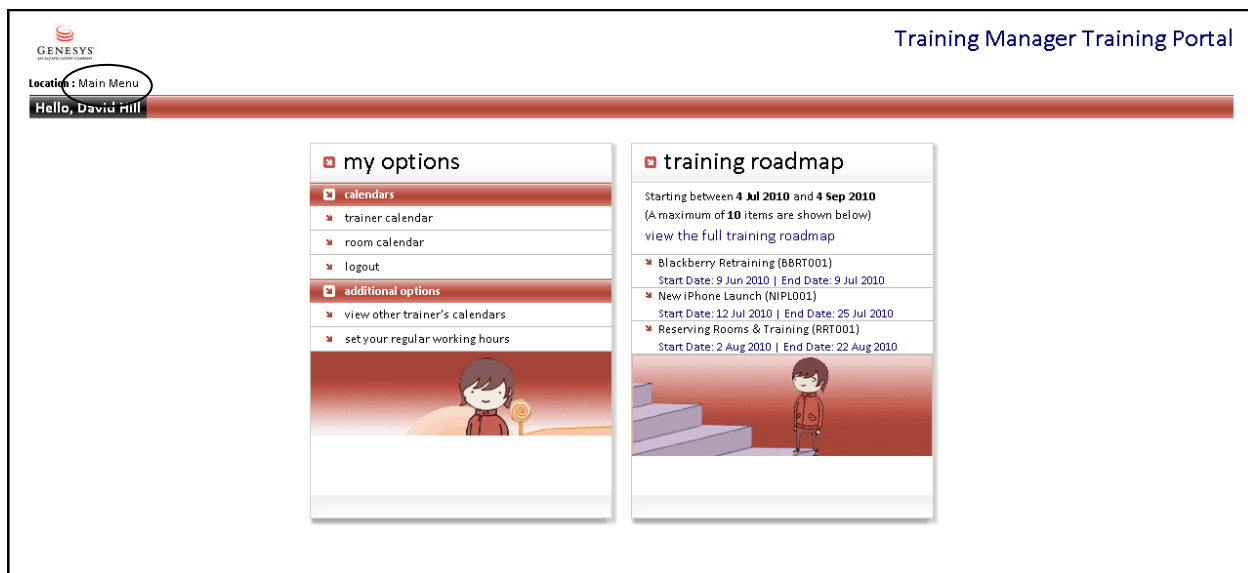 GENESYS
AN ALCATEL-LUCENT COMPANY
Training Manager Training Portal
Location : Main Menu
Hello, David Hill
my options
calendars
trainer calendar
room calendar
logout
additional options
view other trainer's calendars
set your regular working hours
training roadmap
Starting between 4 Jul 2010 and 4 Sep 2010
(A maximum of 10 items are shown below)
view the full training roadmap
Blackberry Retraining (BBRT001)
Start Date: 9 Jun 2010 | End Date: 9 Jul 2010
New iPhone Launch (NIPL001)
Start Date: 12 Jul 2010 | End Date: 25 Jul 2010
Reserving Rooms & Training (RRT001)
Start Date: 2 Aug 2010 | End Date: 22 Aug 2010